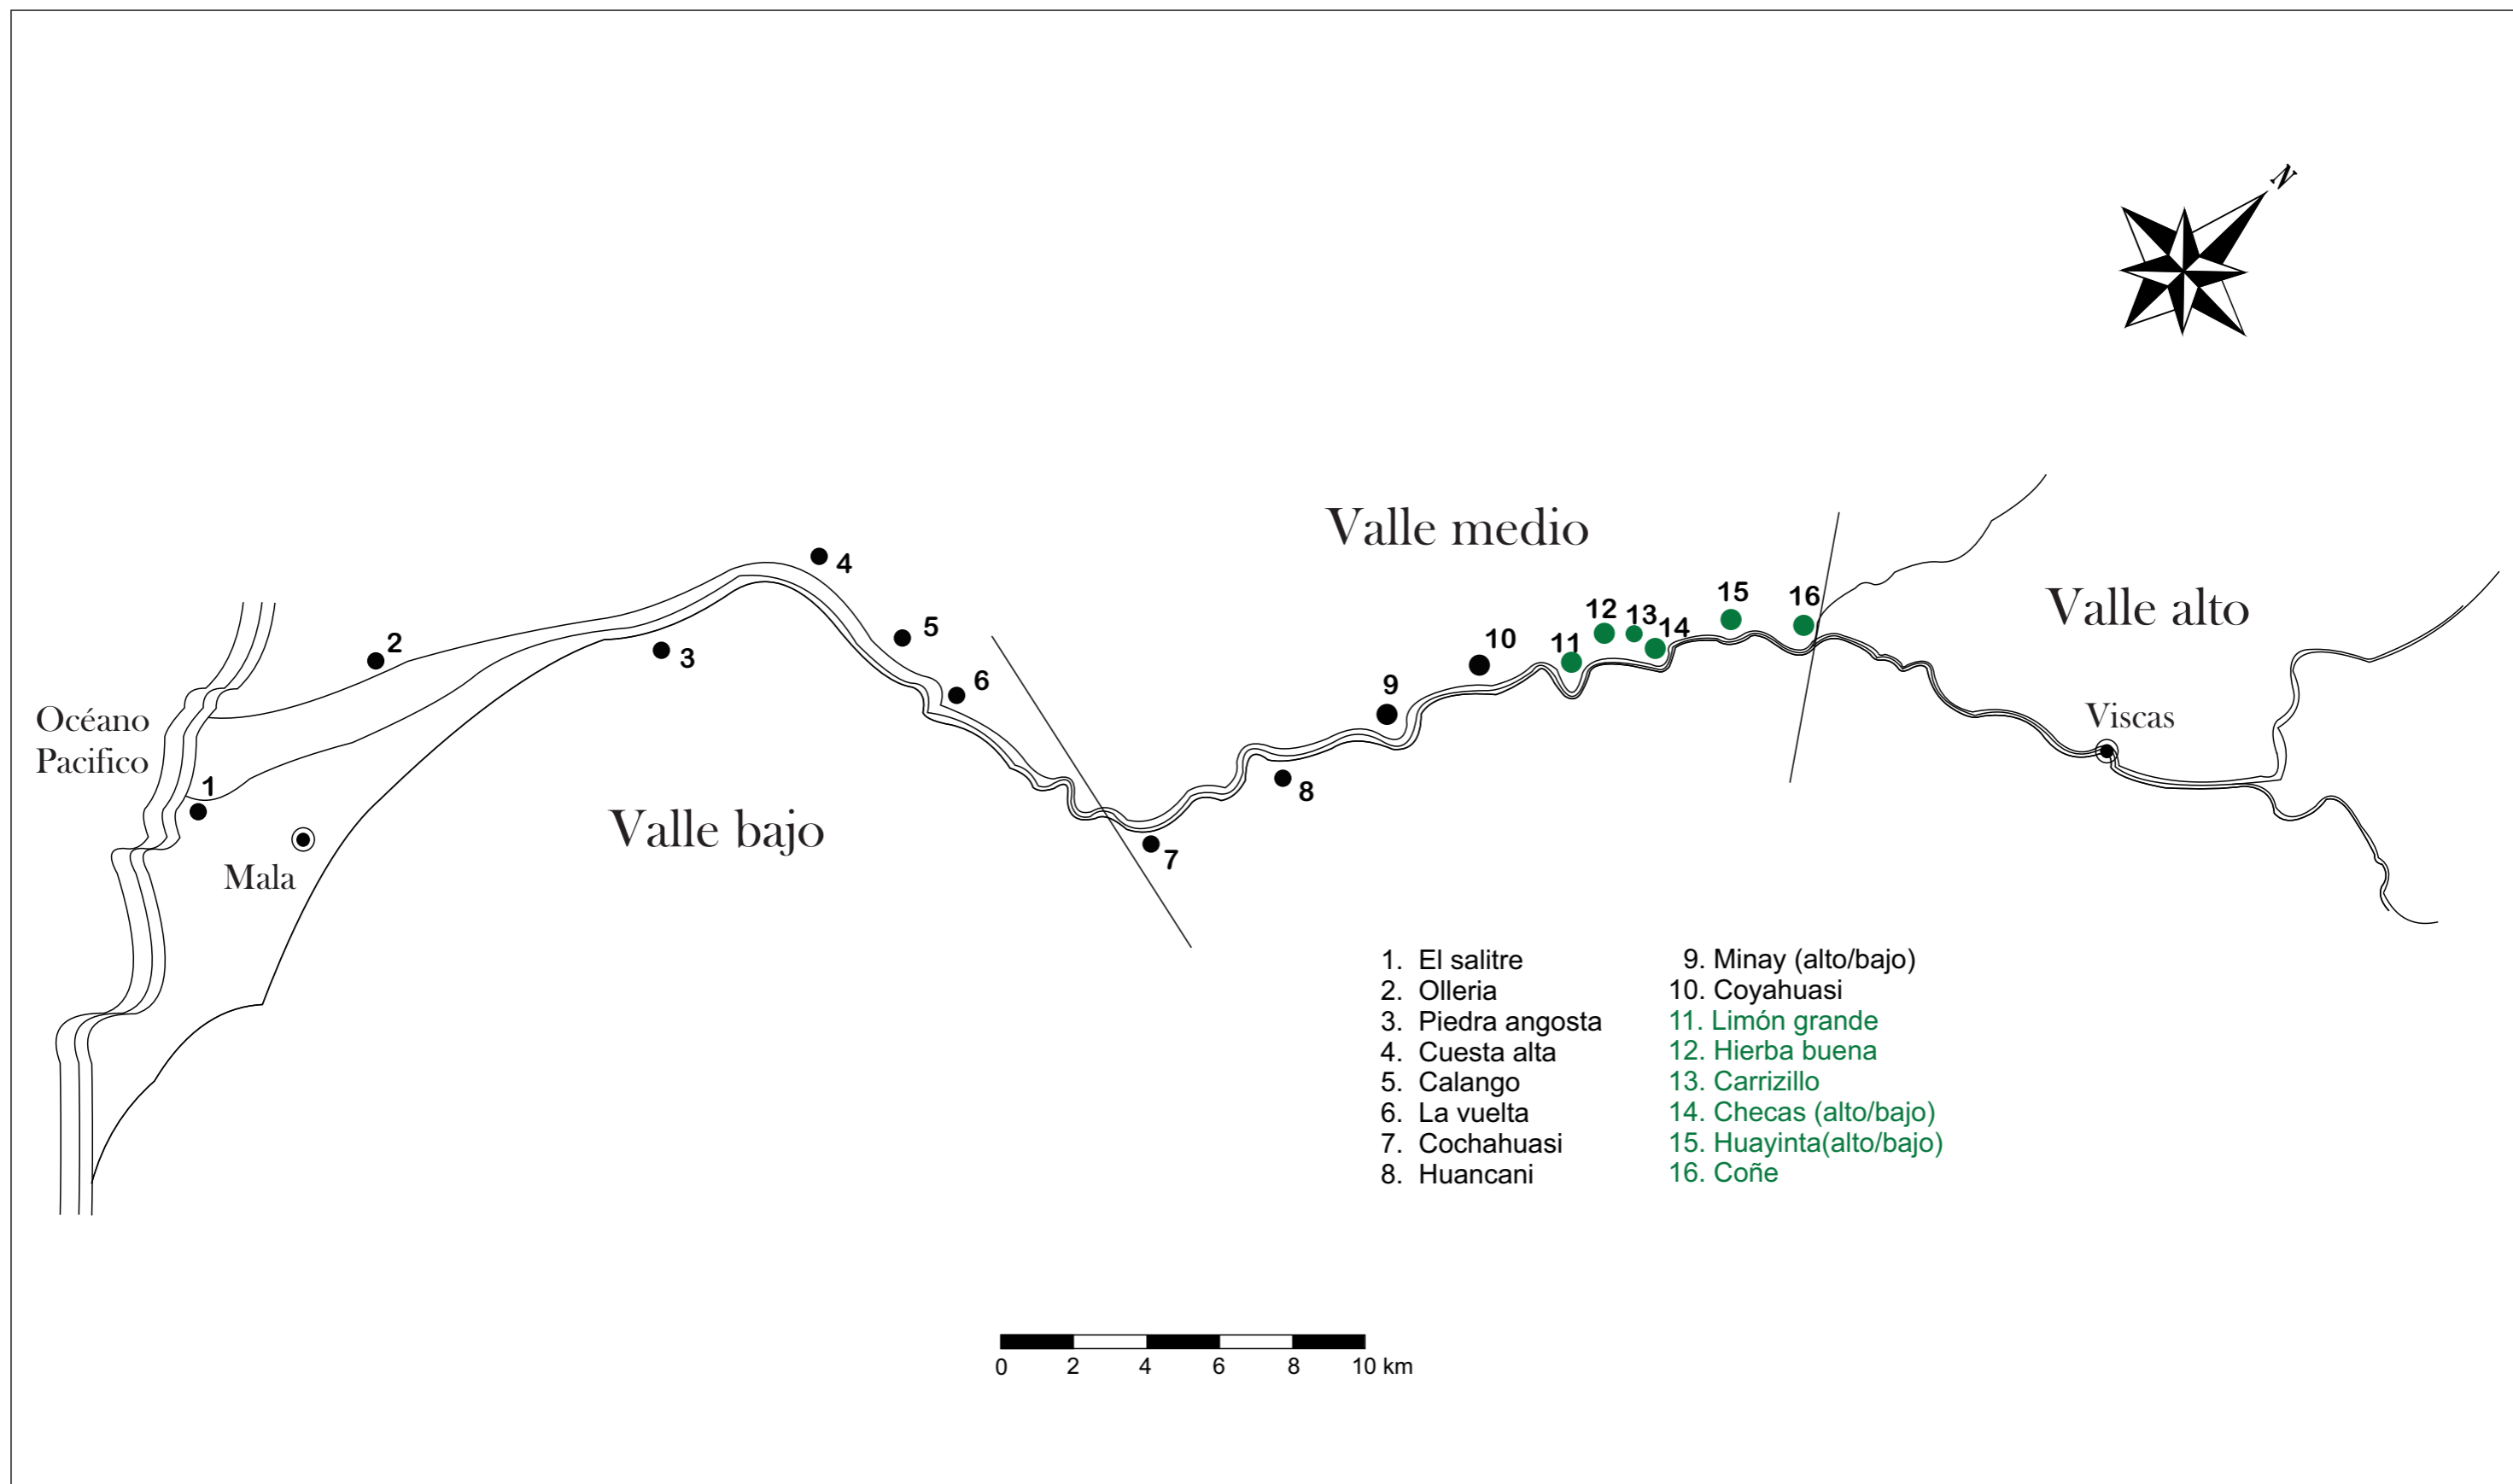 N
Valle medio
Valle alto
Valle bajo
Océano
Pacifico
Mala
Viscas
1
2
3
4
5
6
7
8
9
10
11
12
13
14
15
16
1. El salitre
2. Olleria
3. Piedra angosta
4. Cuesta alta
5. Calango
6. La vuelta
7. Cochahuasi
8. Huancani
9. Minay (alto/bajo)
10. Coyahuasi
11. Limón grande
12. Hierba buena
13. Carrizillo
14. Checas (alto/bajo)
15. Huayinta(alto/bajo)
16. Coñe
0 2 4 6 8 10 km